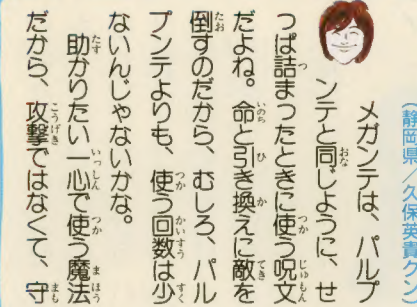 （静岡県／久保英貴クン
メガンテは、パルプ
ンテと同じように、せ
っぱ詰まったときに使う呪文
だよね。命と引き換えに敵を
倒すのだから、むしろ、パル
プンテよりも、使う回数は少
ないんじゃないかな。
助かりたい一心で使う魔法
だから、攻撃ではなくて、守